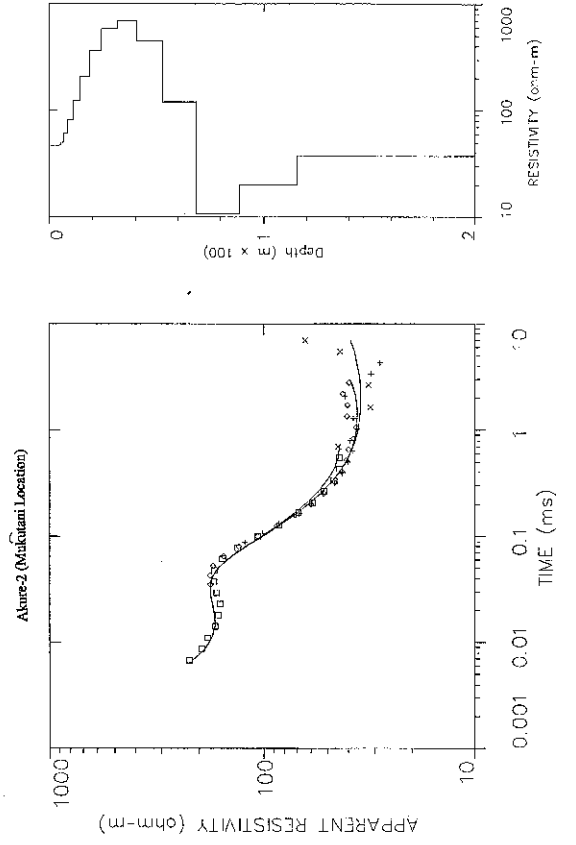 Akure-2 (Mukutani Location)
1000
100
10
APPARENT RESISTIVITY (ohm-m)
0.001 0.01 0.1 1 10
TIME (ms)
0
1
2
Depth (m x 100)
10 100 1000
RESISTIVITY (ohm-m)